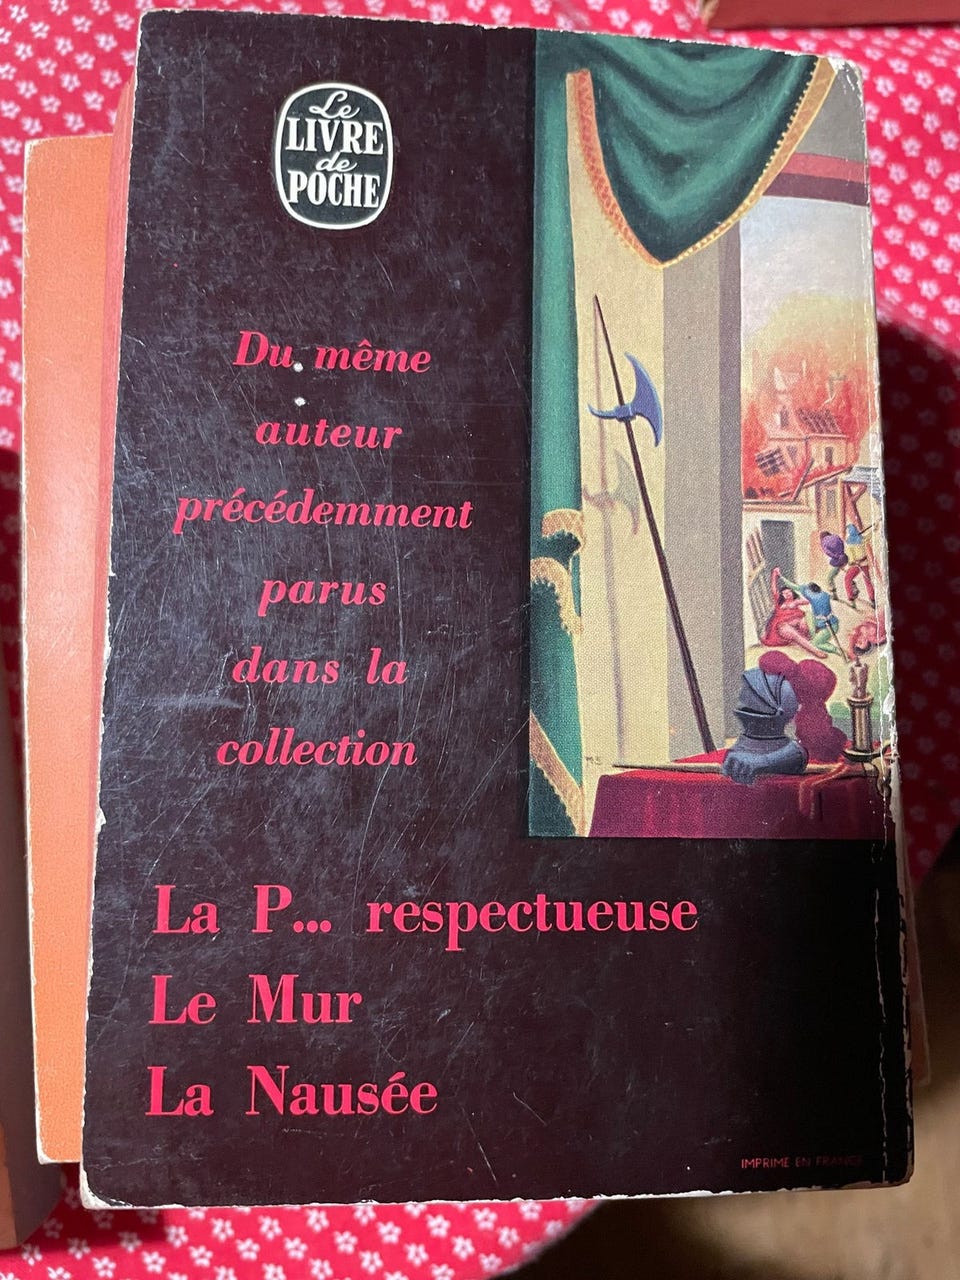 Le
LIVRE
de
POCHE
Du même
auteur
précédemment
parus
dans la
collection
La P... respectueuse
Le Mur
La Nausée
IMPRIMÉ EN FRANCE